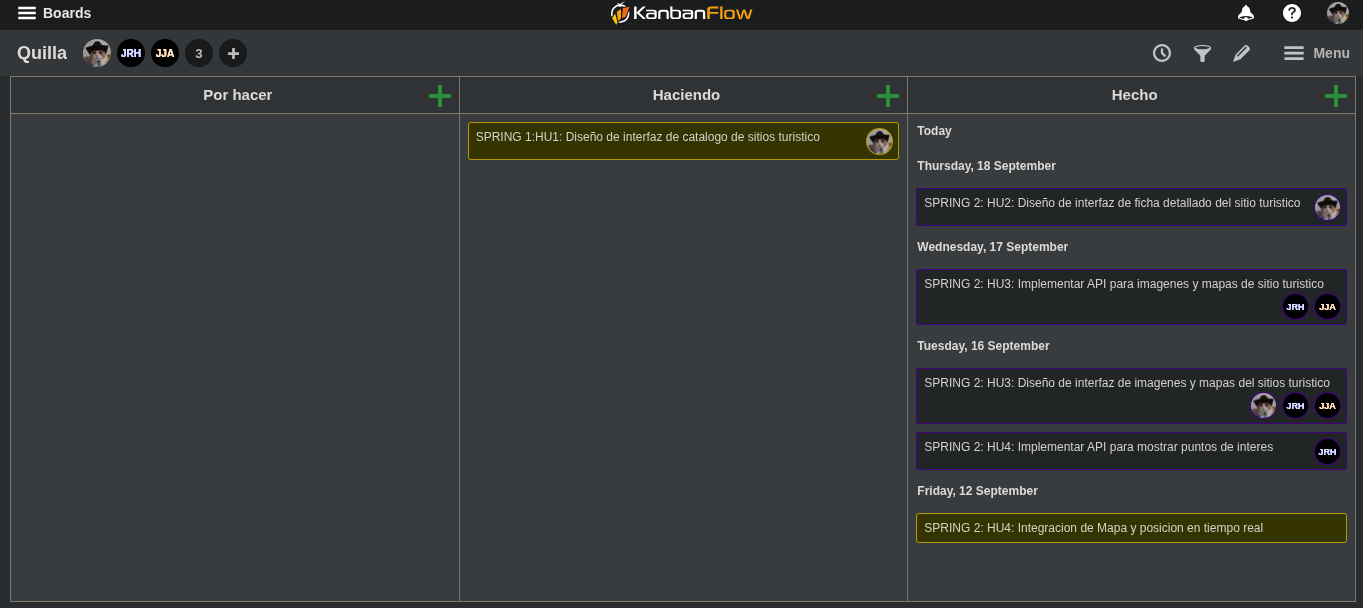 Boards
KanbanFlow
Quilla
JRH
JJA
3
Menu
Por hacer
Haciendo
Hecho
SPRING 1:HU1: Diseño de interfaz de catalogo de sitios turistico
Today
Thursday, 18 September
SPRING 2: HU2: Diseño de interfaz de ficha detallado del sitio turistico
Wednesday, 17 September
SPRING 2: HU3: Implementar API para imagenes y mapas de sitio turistico
JRH
JJA
Tuesday, 16 September
SPRING 2: HU3: Diseño de interfaz de imagenes y mapas del sitios turistico
JRH
JJA
SPRING 2: HU4: Implementar API para mostrar puntos de interes
JRH
Friday, 12 September
SPRING 2: HU4: Integracion de Mapa y posicion en tiempo real